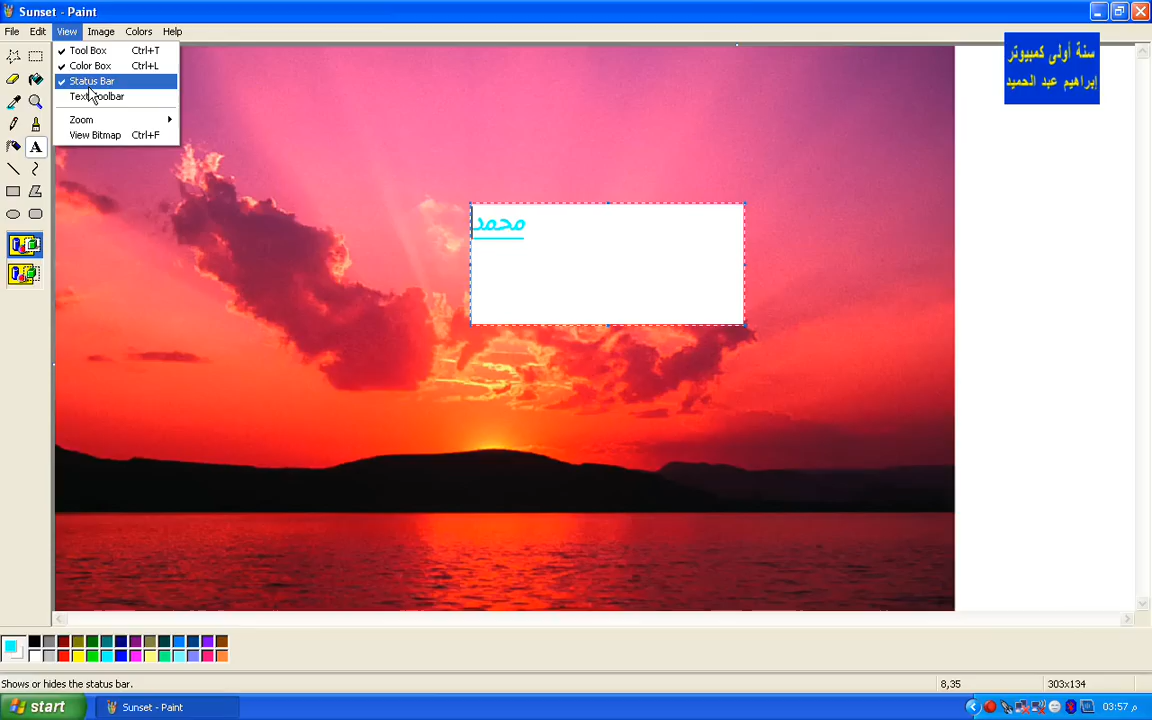 Sunset - Paint
File Edit View Image Colors Help
Tool Box Ctrl+T
Color Box Ctrl+L
Status Bar
Text Toolbar
Zoom
View Bitmap Ctrl+F
A
سنة أولى كمبيوتر
إبراهيم عبد الحميد
محمد
Shows or hides the status bar.
8,35
303x134
start
Sunset - Paint
03:57 م